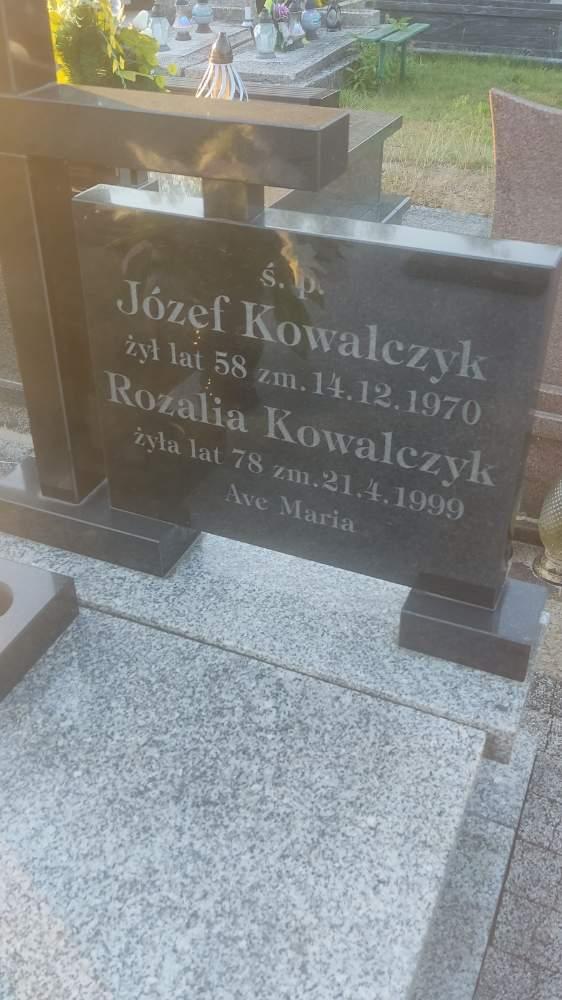 ś. p.
Józef Kowalczyk
żył lat 58 zm.14.12.1970
Rozalia Kowalczyk
żyła lat 78 zm.21.4.1999
Ave Maria